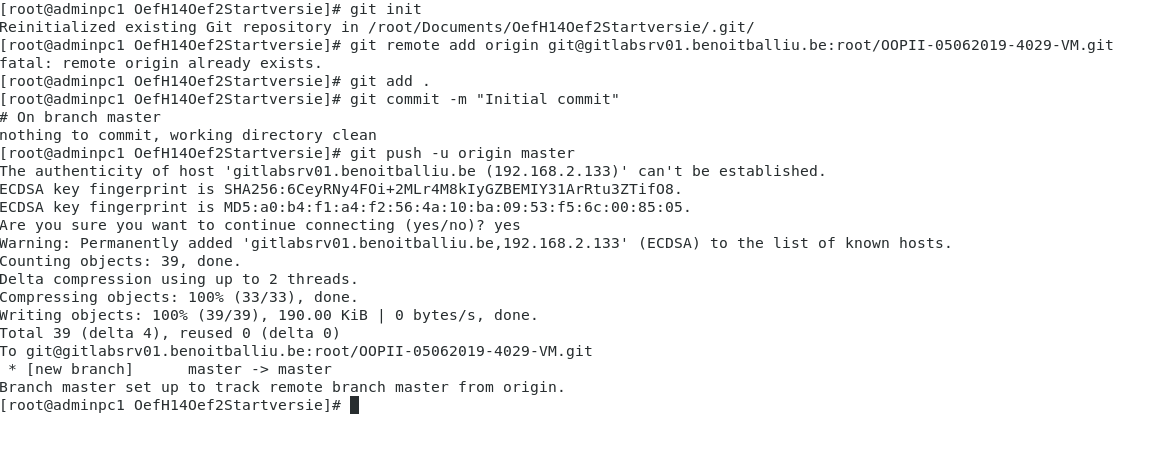 [root@adminpc1 OefH14Oef2Startversie]# git init
Reinitialized existing Git repository in /root/Documents/OefH14Oef2Startversie/.git/
[root@adminpc1 OefH14Oef2Startversie]# git remote add origin git@gitlabsrv01.benoitballiu.be:root/OOPII-05062019-4029-VM.git
fatal: remote origin already exists.
[root@adminpc1 OefH14Oef2Startversie]# git add .
[root@adminpc1 OefH14Oef2Startversie]# git commit -m "Initial commit"
# On branch master
nothing to commit, working directory clean
[root@adminpc1 OefH14Oef2Startversie]# git push -u origin master
The authenticity of host 'gitlabsrv01.benoitballiu.be (192.168.2.133)' can't be established.
ECDSA key fingerprint is SHA256:6CeyRNy4FOi+2MLr4M8kIyGZBEMIY31ArRtu3ZTifO8.
ECDSA key fingerprint is MD5:a0:b4:f1:a4:f2:56:4a:10:ba:09:53:f5:6c:00:85:05.
Are you sure you want to continue connecting (yes/no)? yes
Warning: Permanently added 'gitlabsrv01.benoitballiu.be,192.168.2.133' (ECDSA) to the list of known hosts.
Counting objects: 39, done.
Delta compression using up to 2 threads.
Compressing objects: 100% (33/33), done.
Writing objects: 100% (39/39), 190.00 KiB | 0 bytes/s, done.
Total 39 (delta 4), reused 0 (delta 0)
To git@gitlabsrv01.benoitballiu.be:root/OOPII-05062019-4029-VM.git
 * [new branch]      master -> master
Branch master set up to track remote branch master from origin.
[root@adminpc1 OefH14Oef2Startversie]#